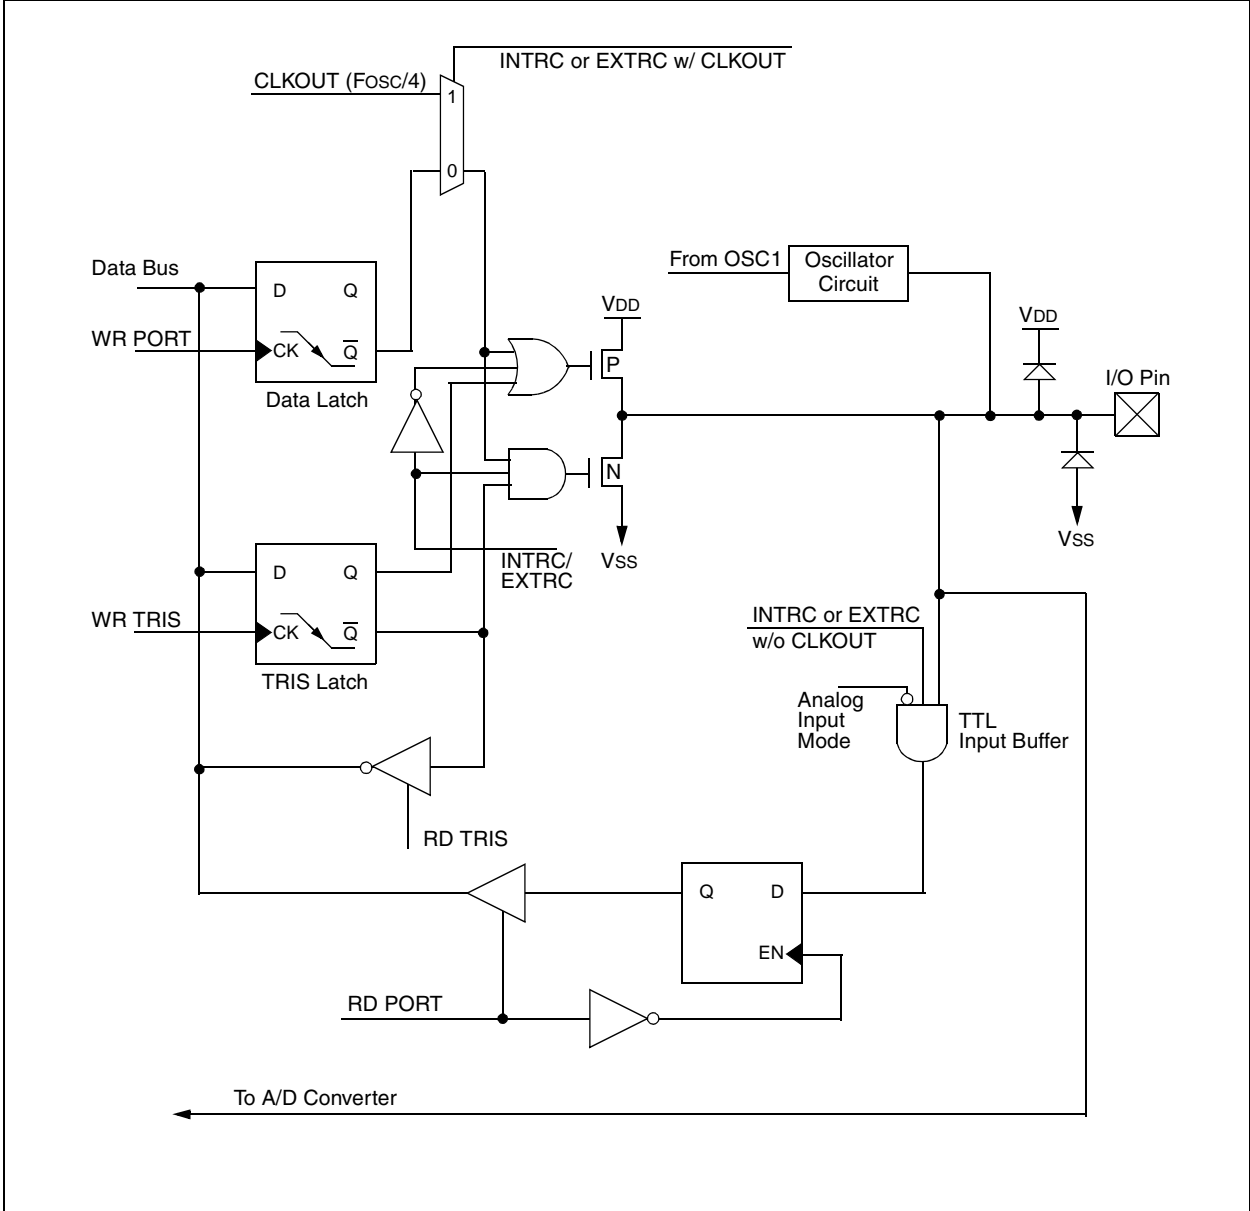 INTRC or EXTRC w/ CLKOUT
CLKOUT (FOSC/4)
1
0
From OSC1
Oscillator
Circuit
Data Bus
D
Q
VDD
VDD
WR PORT
CK
Q̅
P
I/O Pin
Data Latch
N
VSS
D
Q
INTRC/
EXTRC
VSS
WR TRIS
CK
Q̅
INTRC or EXTRC
w/o CLKOUT
TRIS Latch
Analog
Input
Mode
TTL
Input Buffer
RD TRIS
Q
D
EN
RD PORT
To A/D Converter